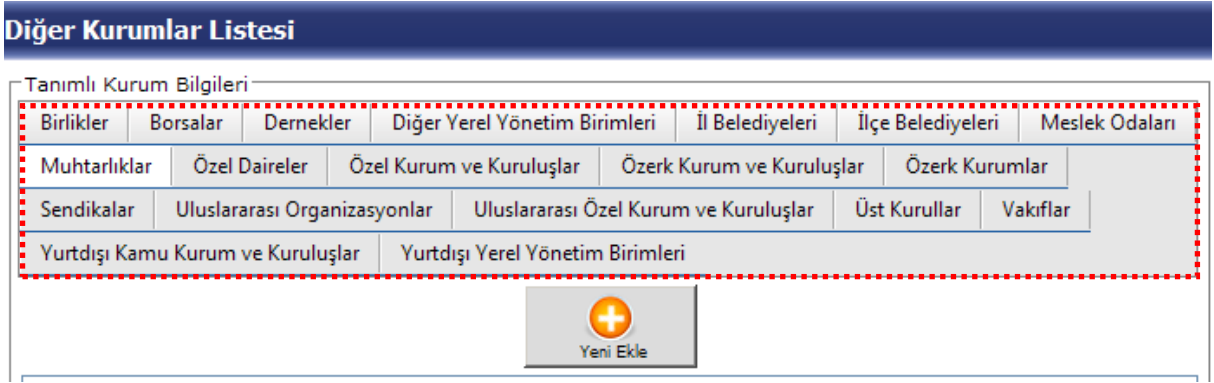 Diğer Kurumlar Listesi
Tanımlı Kurum Bilgileri
Birlikler Borsalar Dernekler Diğer Yerel Yönetim Birimleri İl Belediyeleri İlçe Belediyeleri Meslek Odaları
Muhtarlıklar Özel Daireler Özel Kurum ve Kuruluşlar Özerk Kurum ve Kuruluşlar Özerk Kurumlar
Sendikalar Uluslararası Organizasyonlar Uluslararası Özel Kurum ve Kuruluşlar Üst Kurullar Vakıflar
Yurtdışı Kamu Kurum ve Kuruluşlar Yurtdışı Yerel Yönetim Birimleri
Yeni Ekle